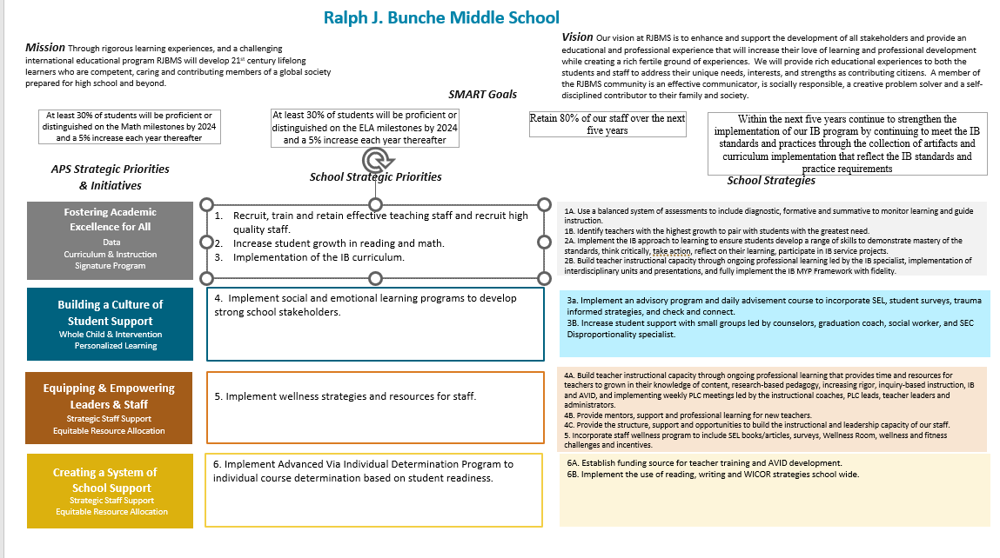 Ralph J. Bunche Middle School
Mission Through rigorous learning experiences, and a challenging
international educational program RJBMS will develop 21st century lifelong
learners who are competent, caring and contributing members of a global society
prepared for high school and beyond.
Vision Our vision at RJBMS is to enhance and support the development of all stakeholders and provide an
educational and professional experience that will increase their love of learning and professional development
while creating a rich fertile ground of experiences. We will provide rich educational experiences to both the
students and staff to address their unique needs, interests, and strengths as contributing citizens. A member of
the RJBMS community is an effective communicator, is socially responsible, a creative problem solver and a self-
disciplined contributor to their family and society.
SMART Goals
At least 30% of students will be proficient or
distinguished on the Math milestones by 2024
and a 5% increase each year thereafter
At least 30% of students will be proficient or
distinguished on the ELA milestones by 2024
and a 5% increase each year thereafter
Retain 80% of our staff over the next
five years
Within the next five years continue to strengthen the
implementation of our IB program by continuing to meet the IB
standards and practices through the collection of artifacts and
curriculum implementation that reflect the IB standards and
practice requirements
APS Strategic Priorities
& Initiatives
School Strategic Priorities
School Strategies
Fostering Academic
Excellence for All
Data
Curriculum & Instruction
Signature Program
1. Recruit, train and retain effective teaching staff and recruit high
quality staff.
2. Increase student growth in reading and math.
3. Implementation of the IB curriculum.
1A. Use a balanced system of assessments to include diagnostic, formative and summative to monitor learning and guide
instruction.
1B. Identify teachers with the highest growth to pair with students with the greatest need.
2A. Implement the IB approach to learning to ensure students develop a range of skills to demonstrate mastery of the
standards, think critically, take action, reflect on their learning, participate in IB service projects.
2B. Build teacher instructional capacity through ongoing professional learning led by the IB specialist, implementation of
interdisciplinary units and presentations, and fully implement the IB MYP Framework with fidelity.
Building a Culture of
Student Support
Whole Child & Intervention
Personalized Learning
4. Implement social and emotional learning programs to develop
strong school stakeholders.
3a. Implement an advisory program and daily advisement course to incorporate SEL, student surveys, trauma
informed strategies, and check and connect.
3B. Increase student support with small groups led by counselors, graduation coach, social worker, and SEC
Disproportionality specialist.
Equipping & Empowering
Leaders & Staff
Strategic Staff Support
Equitable Resource Allocation
5. Implement wellness strategies and resources for staff.
4A. Build teacher instructional capacity through ongoing professional learning that provides time and resources for
teachers to grown in their knowledge of content, research-based pedagogy, increasing rigor, inquiry-based instruction, IB
and AVID, and implementing weekly PLC meetings led by the instructional coaches, PLC leads, teacher leaders and
administrators.
4B. Provide mentors, support and professional learning for new teachers.
4C. Provide the structure, support and opportunities to build the instructional and leadership capacity of our staff.
5. Incorporate staff wellness program to include SEL books/articles, surveys, Wellness Room, wellness and fitness
challenges and incentives.
Creating a System of
School Support
Strategic Staff Support
Equitable Resource Allocation
6. Implement Advanced Via Individual Determination Program to
individual course determination based on student readiness.
6A. Establish funding source for teacher training and AVID development.
6B. Implement the use of reading, writing and WICOR strategies school wide.